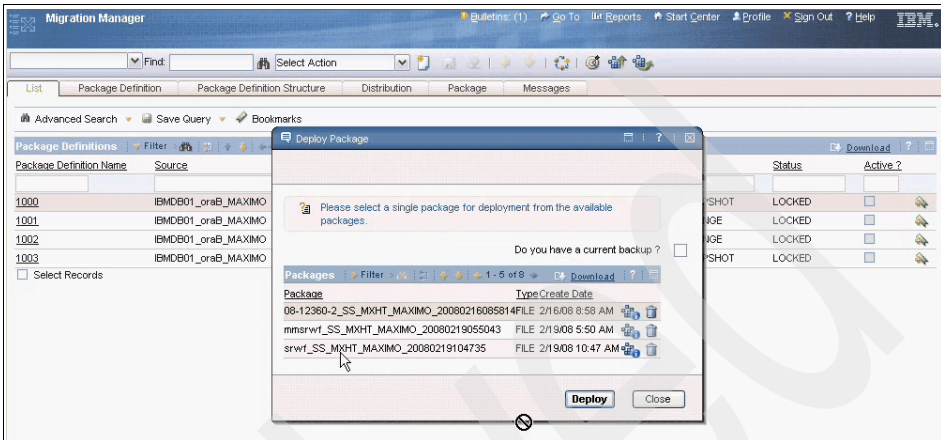 Migration Manager
Bulletins: (1) Go To Reports Start Center Profile Sign Out ? Help IBM.
Find: Select Action
List Package Definition Package Definition Structure Distribution Package Messages
Advanced Search Save Query Bookmarks
Package Definitions Filter Download ?
Package Definition Name Source Status Active ?
1000 IBMDB01_oraB_MAXIMO PSHOT LOCKED
1001 IBMDB01_oraB_MAXIMO NGE LOCKED
1002 IBMDB01_oraB_MAXIMO NGE LOCKED
1003 IBMDB01_oraB_MAXIMO PSHOT LOCKED
Select Records
Deploy Package ?
Please select a single package for deployment from the available
packages.
Do you have a current backup ?
Packages Filter 1 - 5 of 8 Download ?
Package Type Create Date
08-12360-2_SS_MXHT_MAXIMO_20080216085814 FILE 2/16/08 8:58 AM
mmsrwf_SS_MXHT_MAXIMO_20080219055043 FILE 2/19/08 5:50 AM
srwf_SS_MXHT_MAXIMO_20080219104735 FILE 2/19/08 10:47 AM
Deploy Close